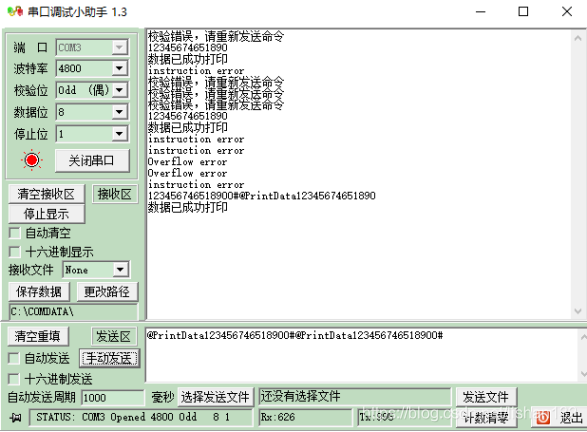 串口调试小助手 1.3
端 口 COM3
波特率 4800
校验位 Odd (偶)
数据位 8
停止位 1
关闭串口
清空接收区 接收区
停止显示
自动清空
十六进制显示
接收文件 None
保存数据 更改路径
C:\COMDATA\
校验错误，请重新发送命令
12345674651890
数据已成功打印
instruction error
校验错误，请重新发送命令
校验错误，请重新发送命令
校验错误，请重新发送命令
12345674651890
数据已成功打印
instruction error
instruction error
Overflow error
Overflow error
instruction error
123456746518900#@PrintData12345674651890
数据已成功打印
清空重填 发送区
自动发送 手动发送
十六进制发送
@PrintData123456746518900#@PrintData123456746518900#
自动发送周期 1000 毫秒 选择发送文件 还没有选择文件 发送文件
STATUS: COM3 Opened 4800 Odd 8 1 Rx:626 Tx:395 计数清零 退出